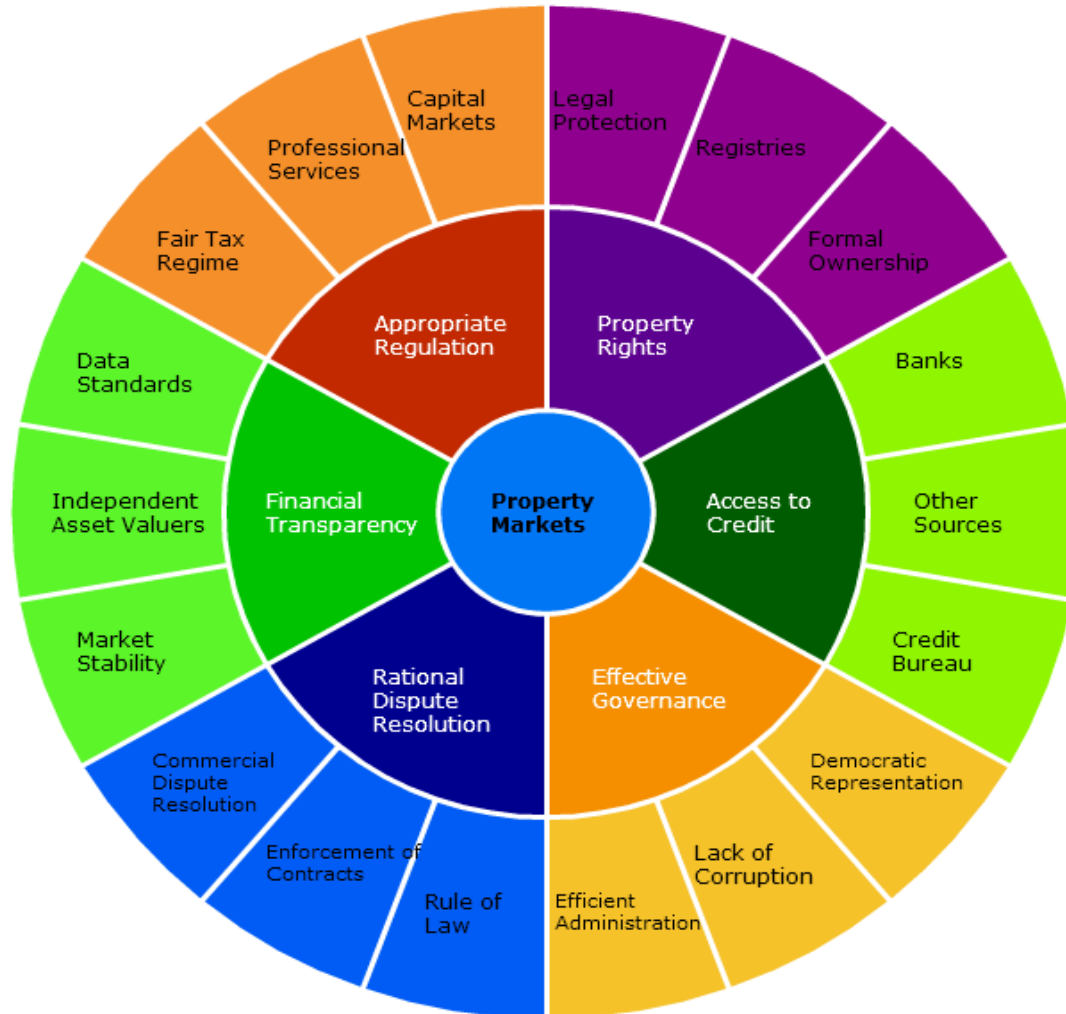 Capital
Markets
Legal
Protection
Professional
Services
Registries
Fair Tax
Regime
Formal
Ownership
Appropriate
Regulation
Property
Rights
Data
Standards
Banks
Independent
Asset Valuers
Financial
Transparency
Property
Markets
Access to
Credit
Other
Sources
Market
Stability
Rational
Dispute
Resolution
Effective
Governance
Credit
Bureau
Commercial
Dispute
Resolution
Democratic
Representation
Enforcement of
Contracts
Lack of
Corruption
Rule of
Law
Efficient
Administration